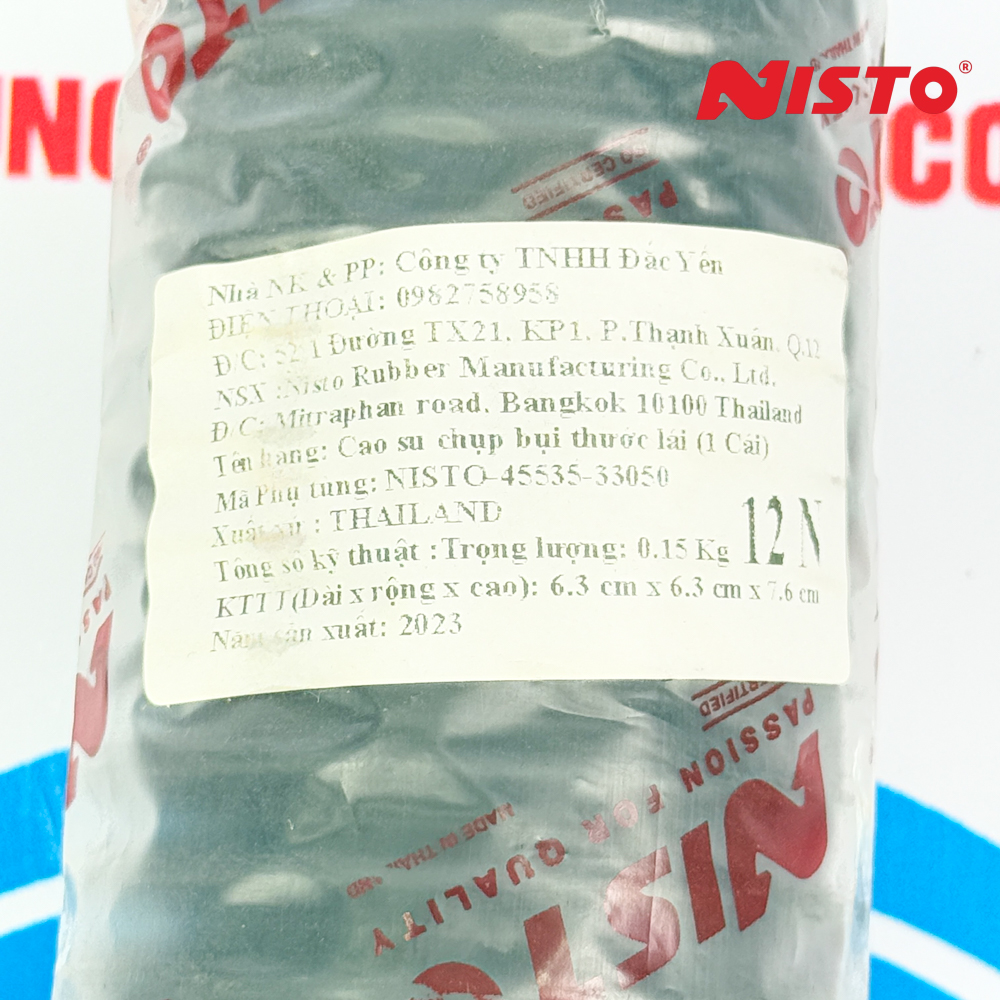 NISTO®
Nhà NK & PP: Công ty TNHH Đắc Yến
ĐIỆN THOẠI: 0982758958
Đ/C: 52/1 Đường TX21, KP1, P.Thạnh Xuân, Q.12
NSX :Nisto Rubber Manufacturing Co., Ltd.
Đ/C: Mitraphan road, Bangkok 10100 Thailand
Tên hàng: Cao su chụp bụi thước lái (1 Cái)
Mã Phụ tùng: NISTO-45535-33050
Xuất xứ : THAILAND
12 N
Tông số kỹ thuật : Trọng lượng: 0.15 Kg
KTTT(Dài x rộng x cao): 6.3 cm x 6.3 cm x 7.6 cm
Năm sản xuất: 2023
CERTIFIED
PASSION FOR QUALITY
MADE IN THAILAND
NISTO